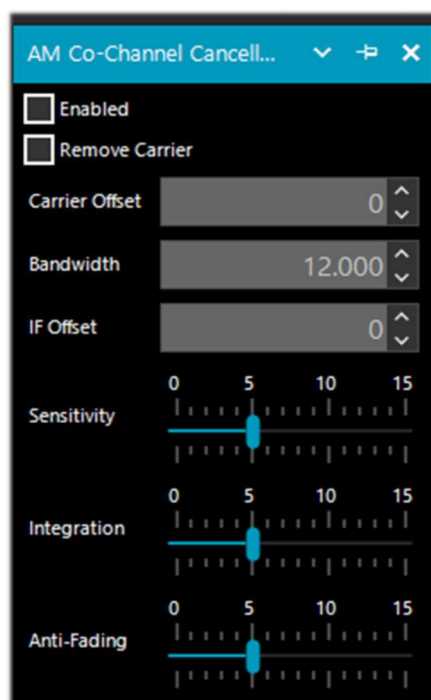 AM Co-Channel Cancell...
Enabled
Remove Carrier
Carrier Offset 0
Bandwidth 12.000
IF Offset 0
0 5 10 15
Sensitivity
0 5 10 15
Integration
0 5 10 15
Anti-Fading